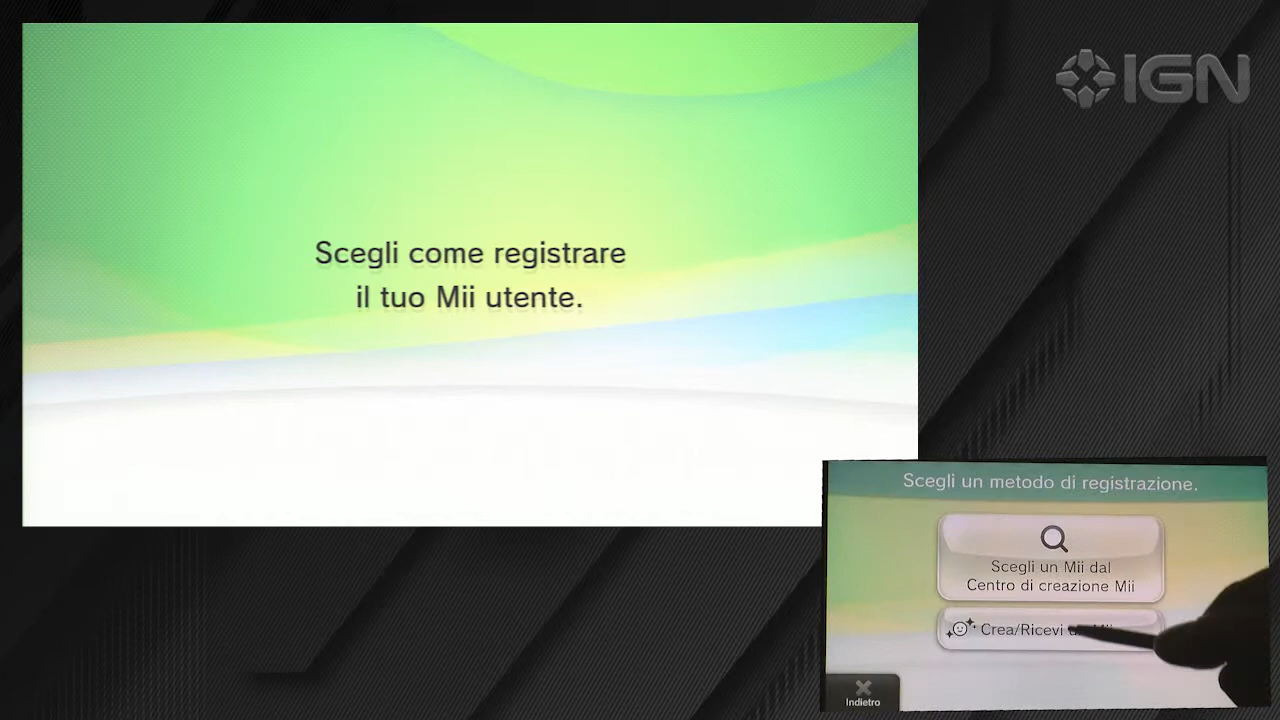 IGN
Scegli come registrare
il tuo Mii utente.
Scegli un metodo di registrazione.
Scegli un Mii dal
Centro di creazione Mii
Crea/Ricevi Mii
Indietro